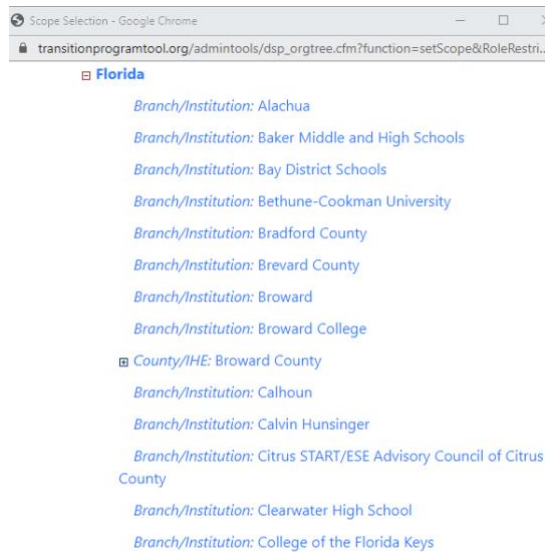 Scope Selection - Google Chrome
transitionprogramtool.org/admintools/dsp_orgtree.cfm?function=setScope&RoleRestri...
Florida
Branch/Institution: Alachua
Branch/Institution: Baker Middle and High Schools
Branch/Institution: Bay District Schools
Branch/Institution: Bethune-Cookman University
Branch/Institution: Bradford County
Branch/Institution: Brevard County
Branch/Institution: Broward
Branch/Institution: Broward College
County/IHE: Broward County
Branch/Institution: Calhoun
Branch/Institution: Calvin Hunsinger
Branch/Institution: Citrus START/ESE Advisory Council of Citrus
County
Branch/Institution: Clearwater High School
Branch/Institution: College of the Florida Keys